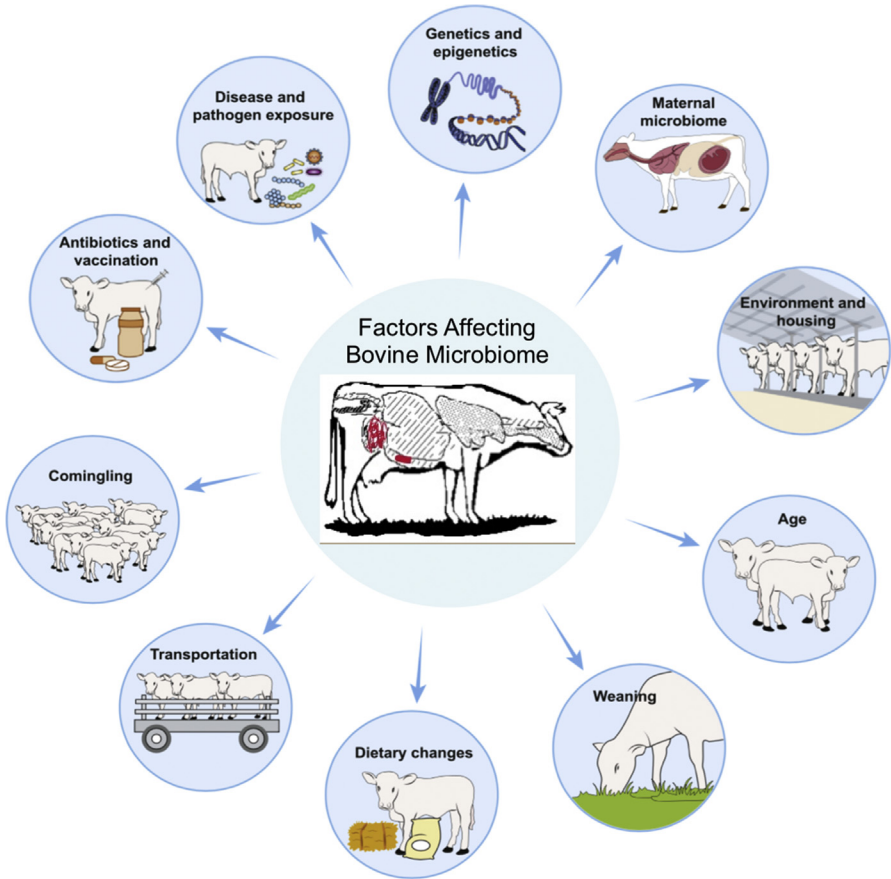 Genetics and
epigenetics
Disease and
pathogen exposure
Maternal
microbiome
Antibiotics and
vaccination
Environment and
housing
Factors Affecting
Bovine Microbiome
Comingling
Age
Transportation
Weaning
Dietary changes